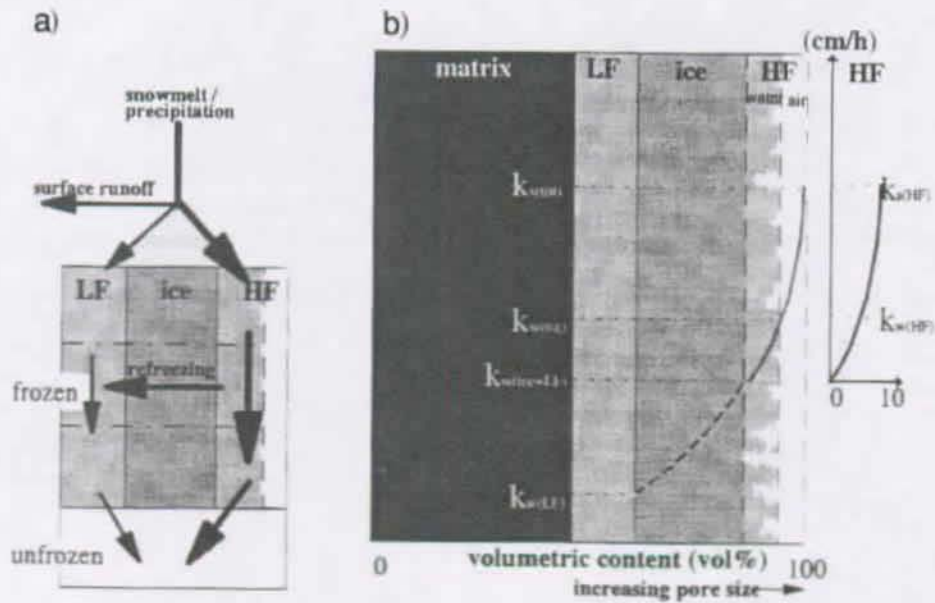 a)
snowmelt /
precipitation
surface runoff
LF ice HF
refreezing
frozen
unfrozen
b)
(cm/h)
matrix LF ice HF HF
water air
k
k
k
k
k
k
0 10
0 volumetric content (vol%) 100
increasing pore size